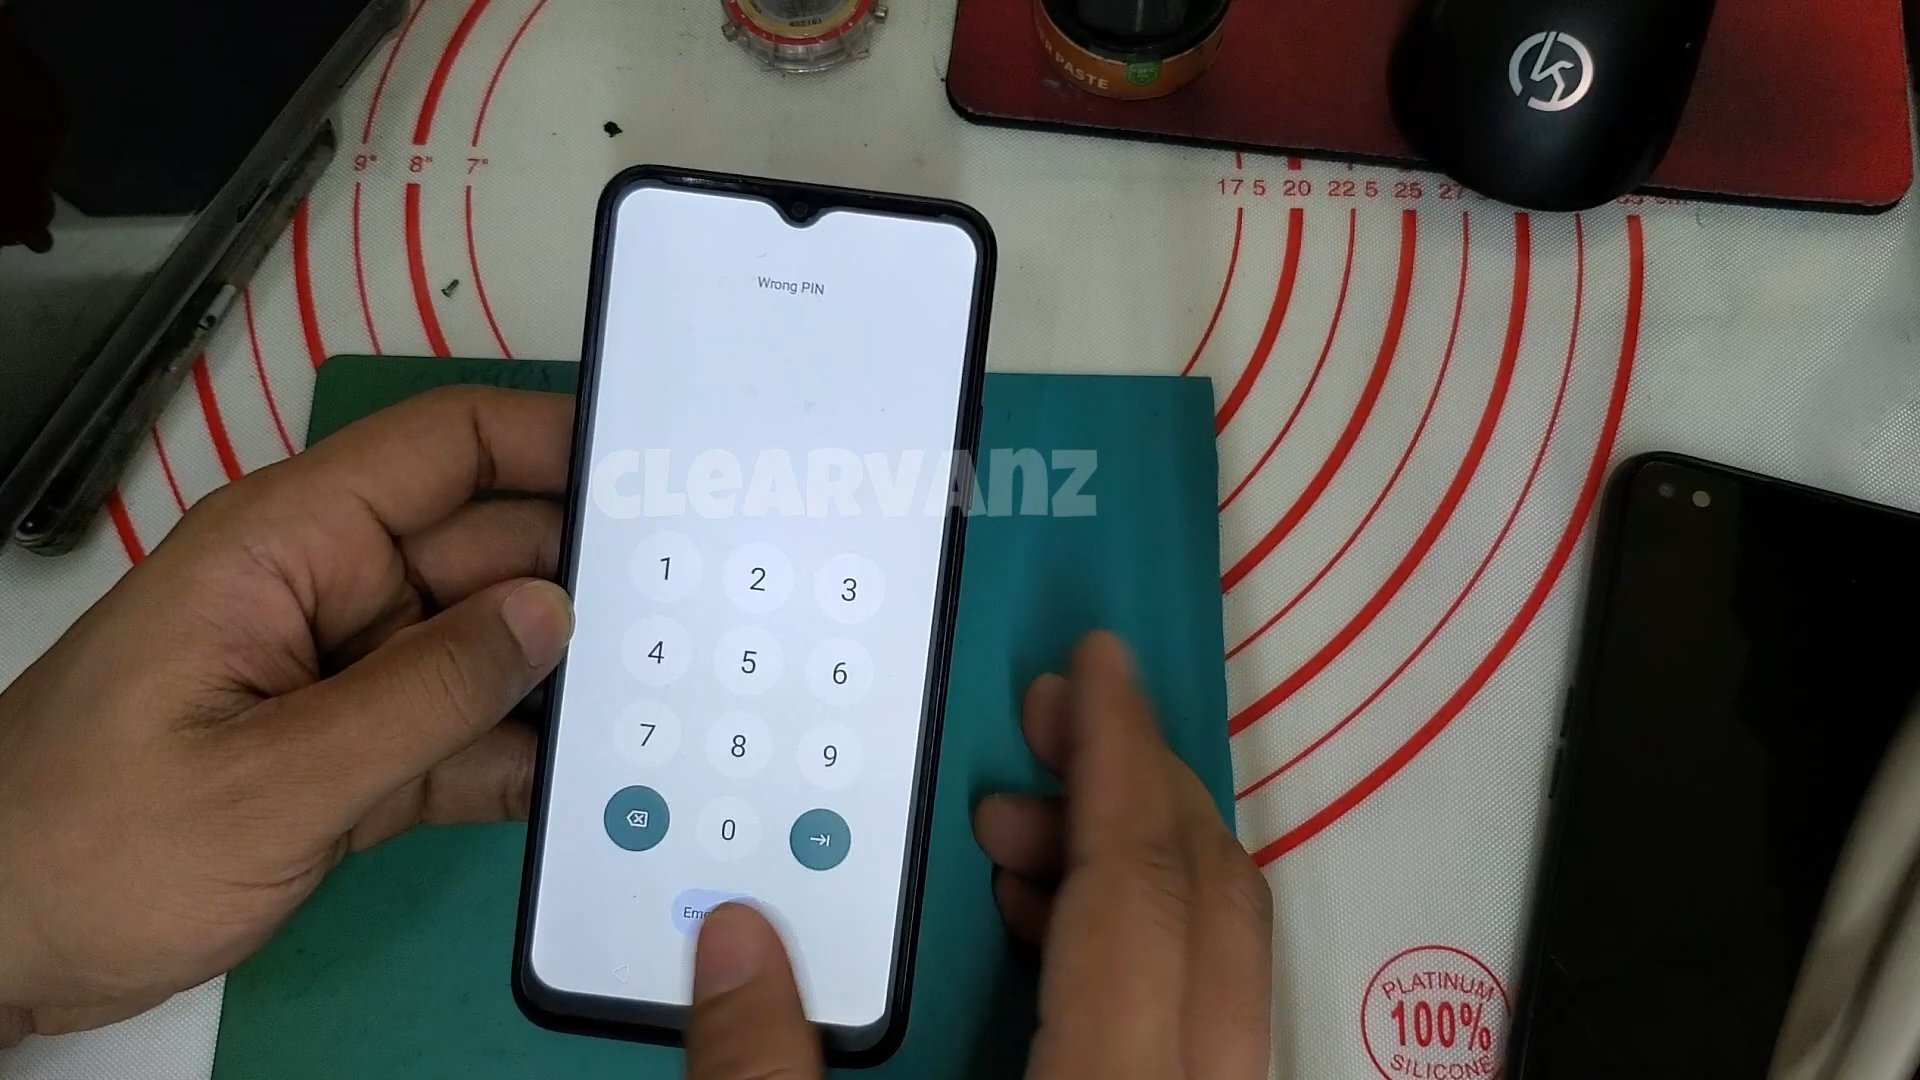 PASTE
9" 8" 7"
17 5 20 22 5 25
Wrong PIN
CLeARVAnZ
1 2 3
4 5 6
7 8 9
0
PLATINUM
100%
SILICONE